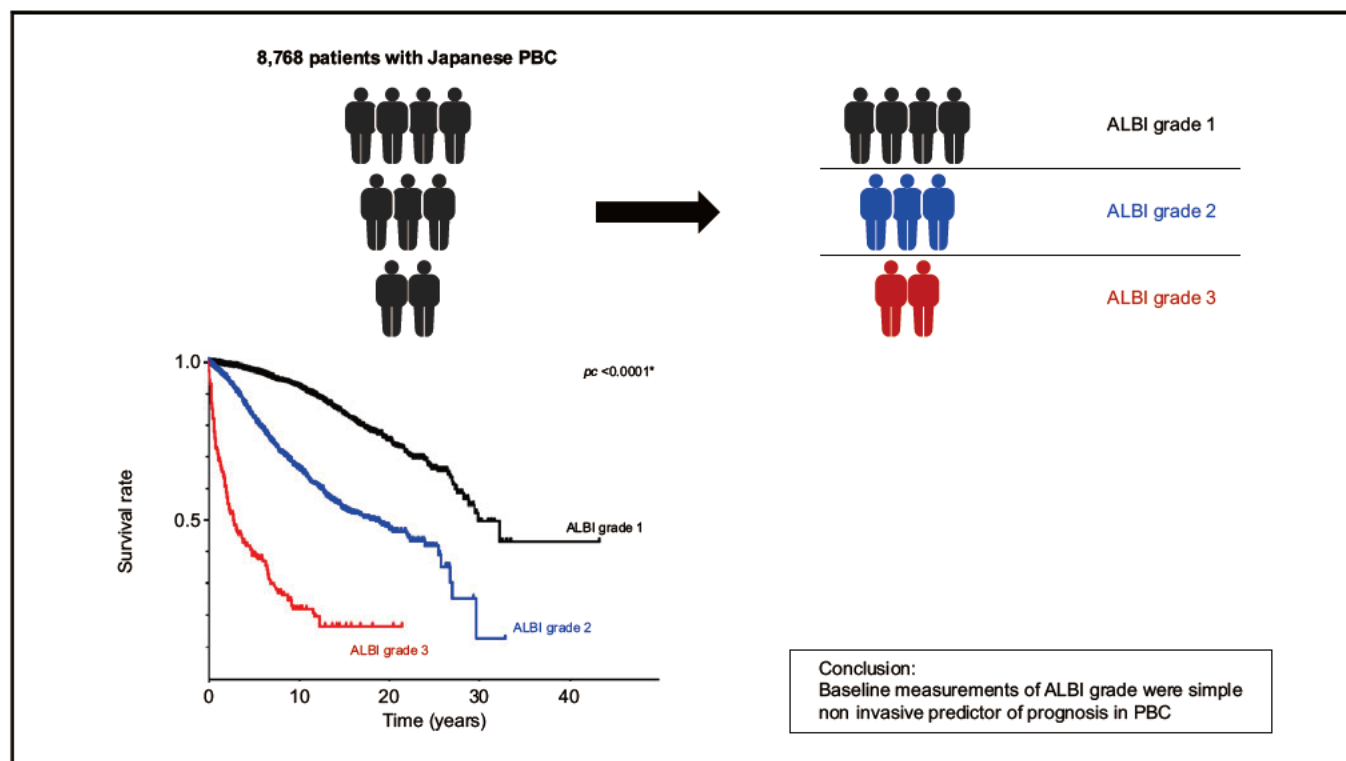 8,768 patients with Japanese PBC
ALBI grade 1
ALBI grade 2
ALBI grade 3
1.0
0.5
Survival rate
pc <0.0001*
ALBI grade 1
ALBI grade 2
ALBI grade 3
0 10 20 30 40
Time (years)
Conclusion:
Baseline measurements of ALBI grade were simple
non invasive predictor of prognosis in PBC